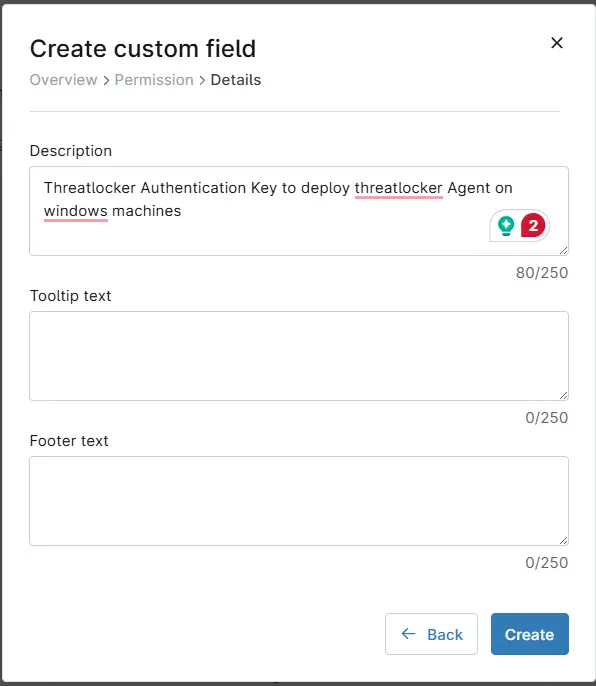 Create custom field
Overview > Permission > Details
Description
Threatlocker Authentication Key to deploy threatlocker Agent on
windows machines
2
80/250
Tooltip text
0/250
Footer text
0/250
Back
Create